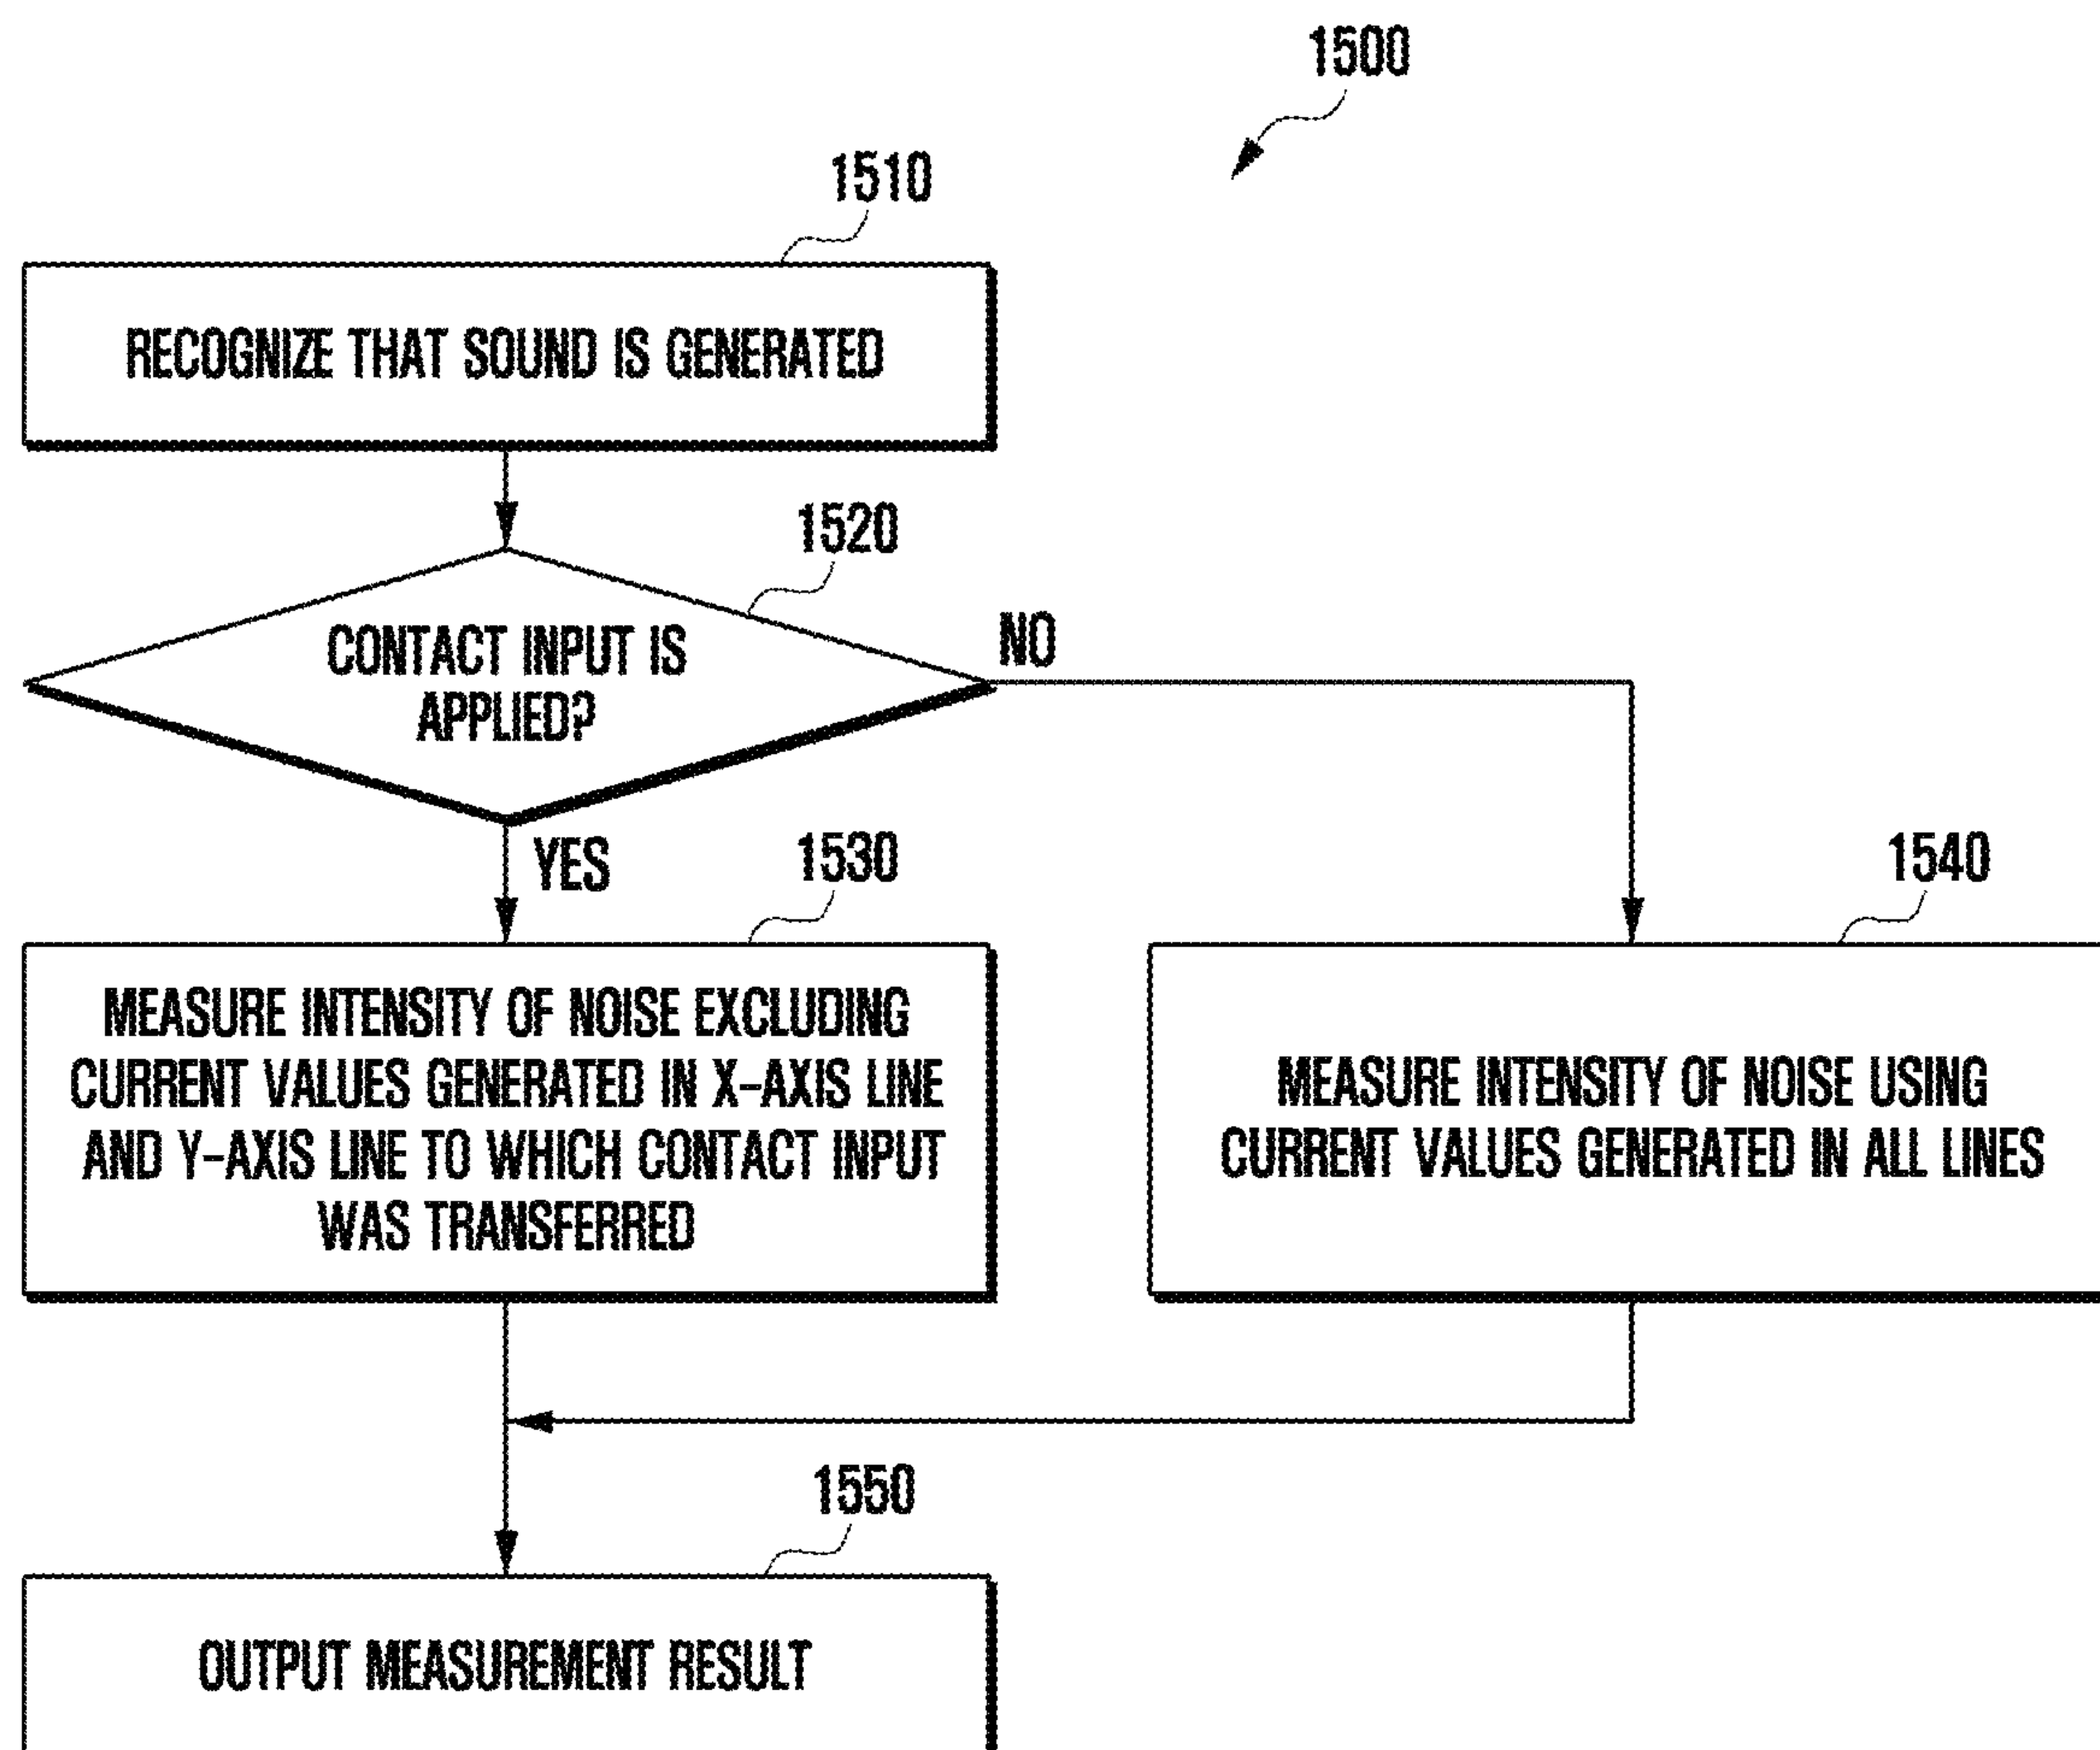 1500
1510
RECOGNIZE THAT SOUND IS GENERATED
1520
CONTACT INPUT IS
APPLIED?
NO
YES
1530
MEASURE INTENSITY OF NOISE EXCLUDING
CURRENT VALUES GENERATED IN X-AXIS LINE
AND Y-AXIS LINE TO WHICH CONTACT INPUT
WAS TRANSFERRED
1540
MEASURE INTENSITY OF NOISE USING
CURRENT VALUES GENERATED IN ALL LINES
1550
OUTPUT MEASUREMENT RESULT